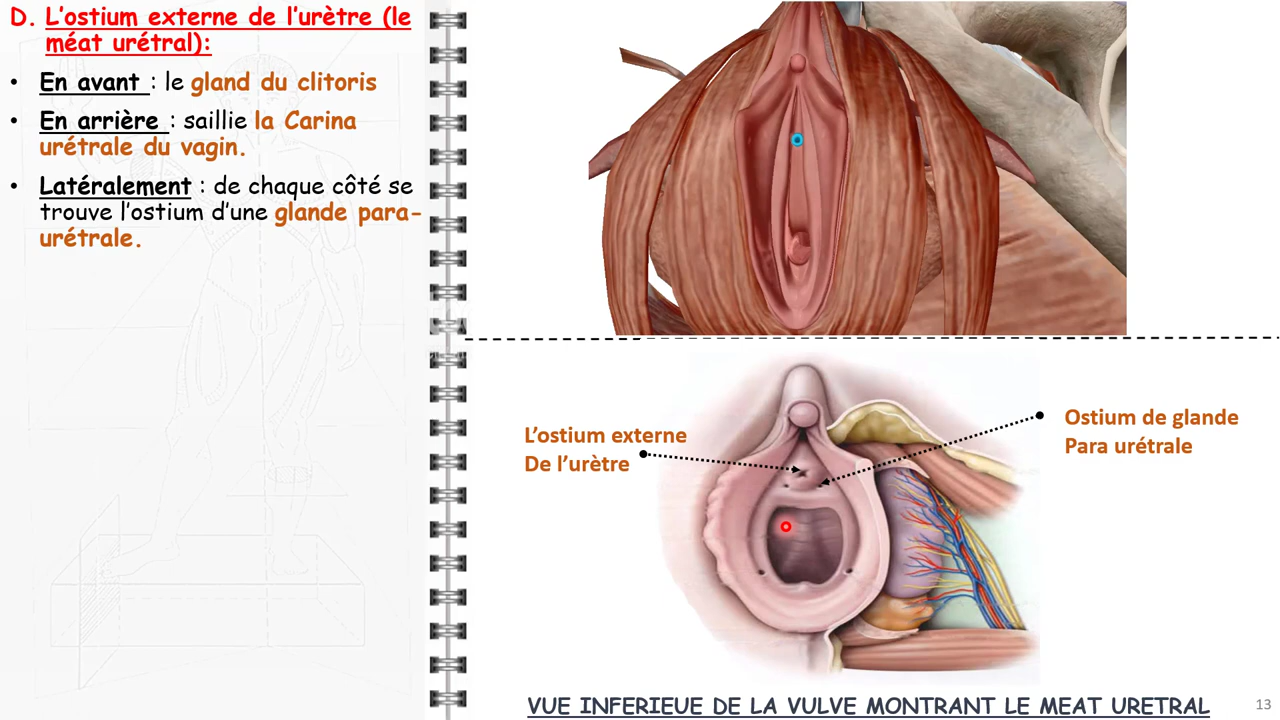 D. L’ostium externe de l’urètre (le
méat urétral):
• En avant : le gland du clitoris
• En arrière : saillie la Carina
urétrale du vagin.
• Latéralement : de chaque côté se
trouve l’ostium d’une glande para-
urétrale.
L’ostium externe
De l’urètre
Ostium de glande
Para urétrale
VUE INFERIEUE DE LA VULVE MONTRANT LE MEAT URETRAL
13